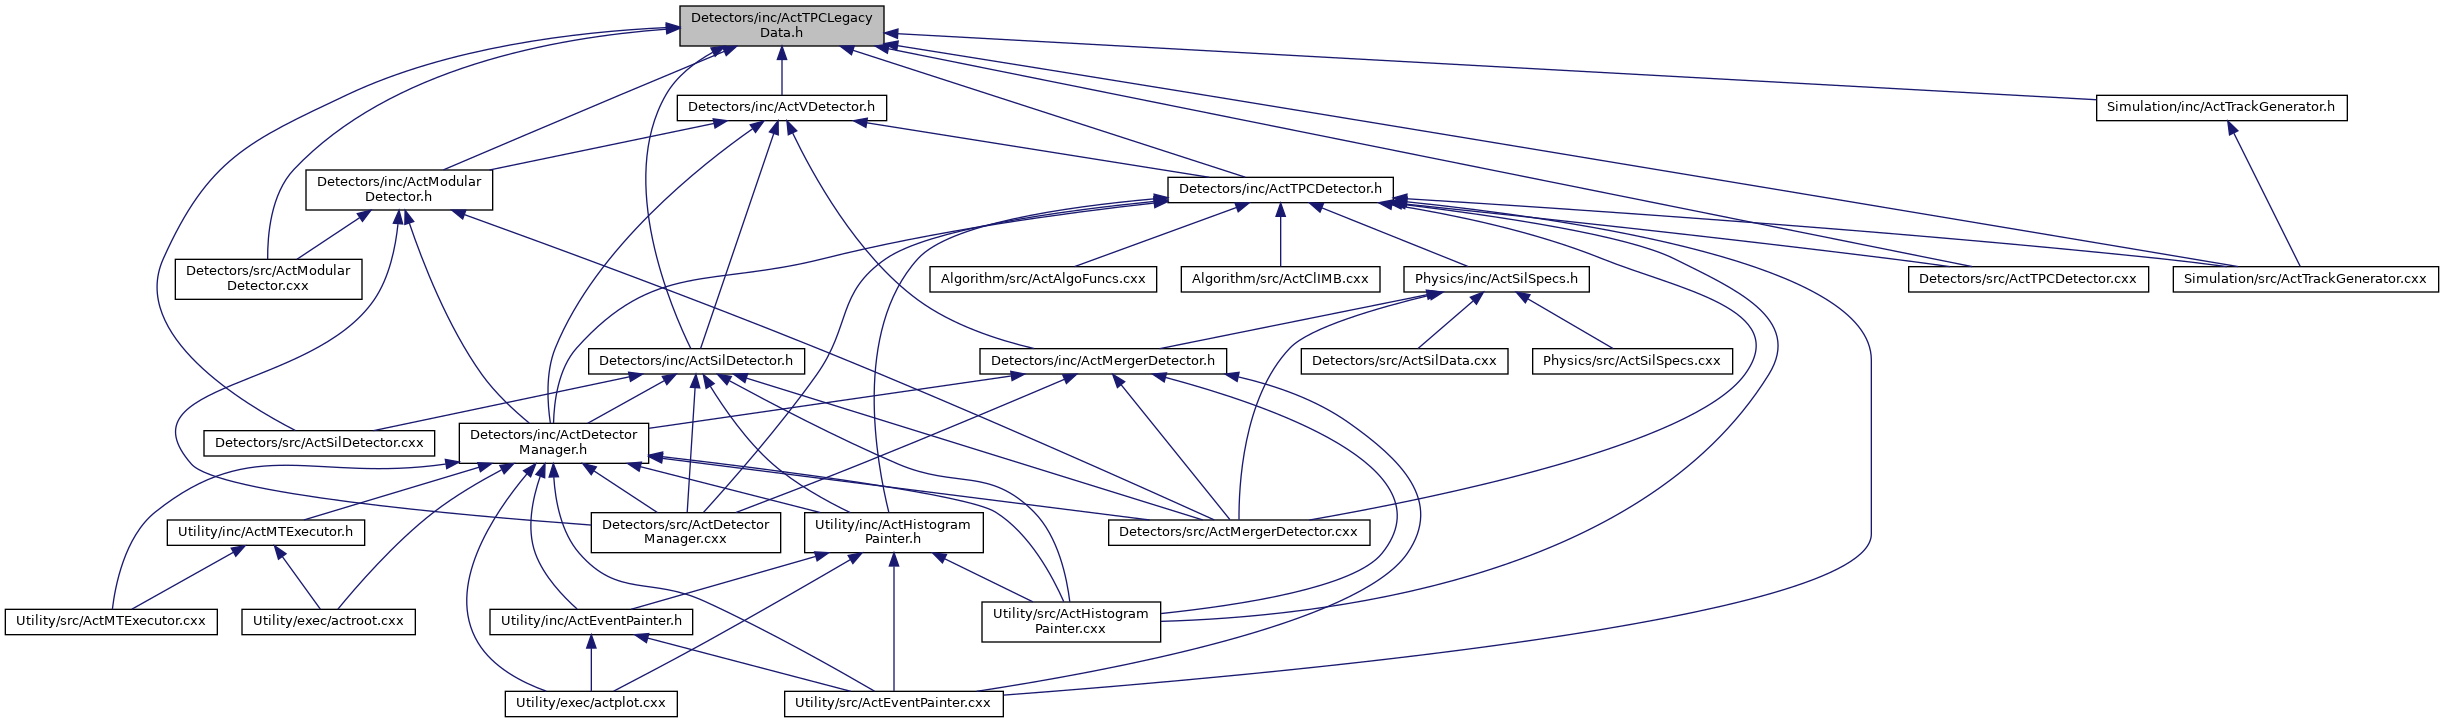 Detectors/inc/ActTPCLegacy
Data.h
Detectors/inc/ActVDetector.h
Simulation/inc/ActTrackGenerator.h
Detectors/inc/ActModular
Detector.h
Detectors/inc/ActTPCDetector.h
Detectors/src/ActModular
Detector.cxx
Algorithm/src/ActAlgoFuncs.cxx
Algorithm/src/ActClIMB.cxx
Physics/inc/ActSilSpecs.h
Detectors/src/ActTPCDetector.cxx
Simulation/src/ActTrackGenerator.cxx
Detectors/inc/ActSilDetector.h
Detectors/inc/ActMergerDetector.h
Detectors/src/ActSilData.cxx
Physics/src/ActSilSpecs.cxx
Detectors/src/ActSilDetector.cxx
Detectors/inc/ActDetector
Manager.h
Utility/inc/ActMTExecutor.h
Detectors/src/ActDetector
Manager.cxx
Utility/inc/ActHistogram
Painter.h
Detectors/src/ActMergerDetector.cxx
Utility/src/ActMTExecutor.cxx
Utility/exec/actroot.cxx
Utility/inc/ActEventPainter.h
Utility/src/ActHistogram
Painter.cxx
Utility/exec/actplot.cxx
Utility/src/ActEventPainter.cxx